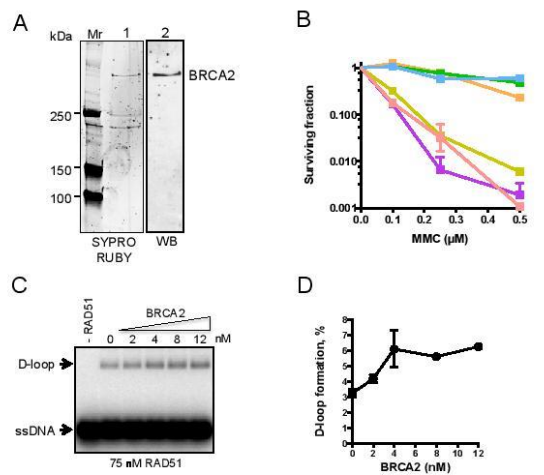 A
kDa
Mr
1
2
BRCA2
250
150
100
SYPRO
RUBY
WB
B
Surviving fraction
1
0.100
0.010
0.001
0.0
0.1
0.2
0.3
0.4
0.5
MMC (µM)
C
- RAD51
BRCA2
0 2 4 8 12 nM
D-loop
ssDNA
75 nM RAD51
D
D-loop formation, %
8
7
6
5
4
3
2
1
0
0 2 4 6 8 10 12
BRCA2 (nM)